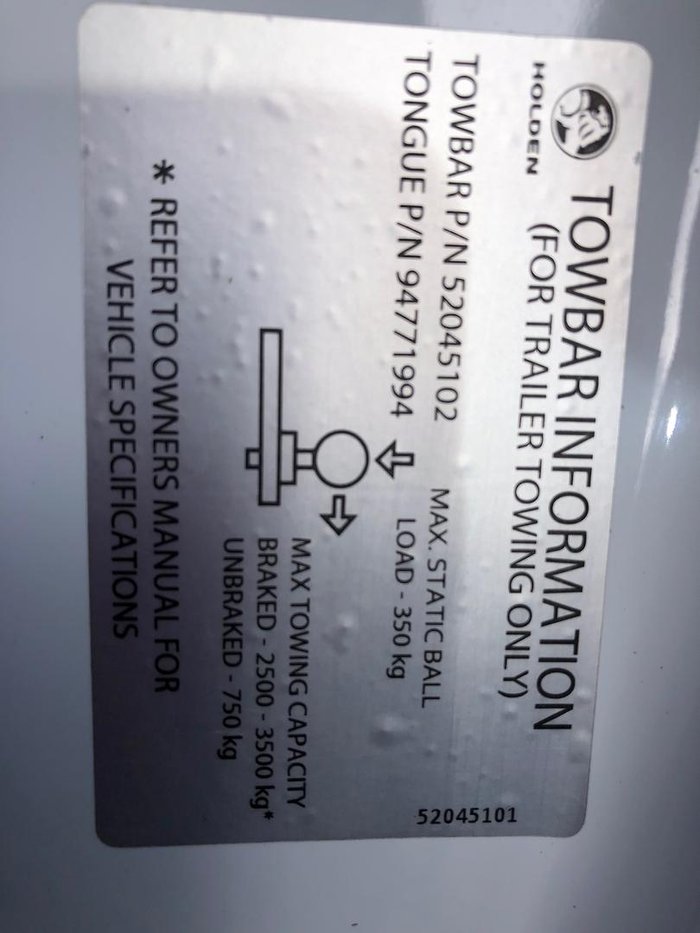 HOLDEN
TOWBAR INFORMATION
(FOR TRAILER TOWING ONLY)
TOWBAR P/N 52045102
TONGUE P/N 94771994
MAX. STATIC BALL
LOAD - 350 kg
MAX TOWING CAPACITY
BRAKED - 2500 - 3500 kg*
UNBRAKED - 750 kg
* REFER TO OWNERS MANUAL FOR
VEHICLE SPECIFICATIONS
52045101